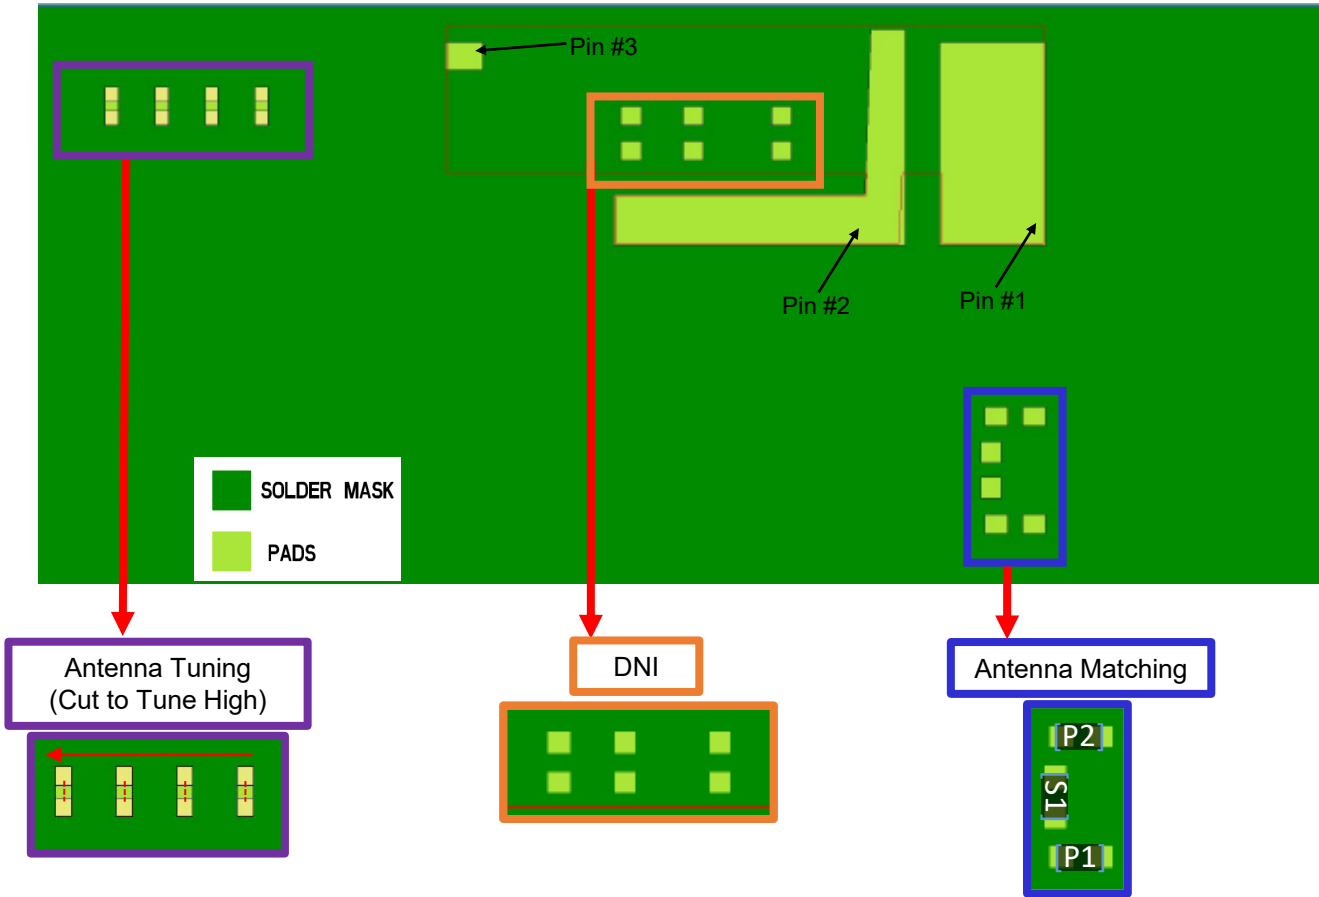 Pin #3
Pin #2
Pin #1
SOLDER MASK
PADS
Antenna Tuning
(Cut to Tune High)
DNI
Antenna Matching
P2
S1
P1